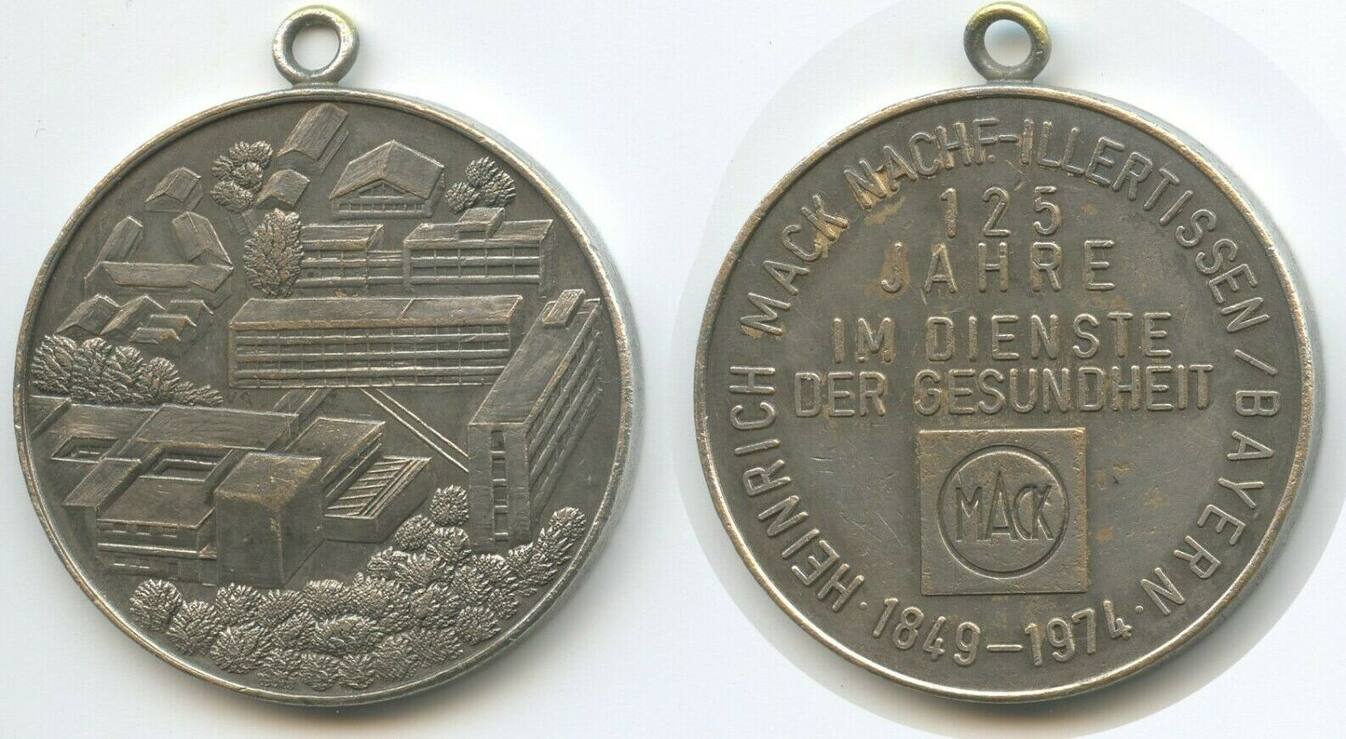 HEINRICH MACK NACHF-ILLERTISSEN/BAYERN
125
JAHRE
IM DIENSTE
DER GESUNDHEIT
MACK
· 1849-1974 ·